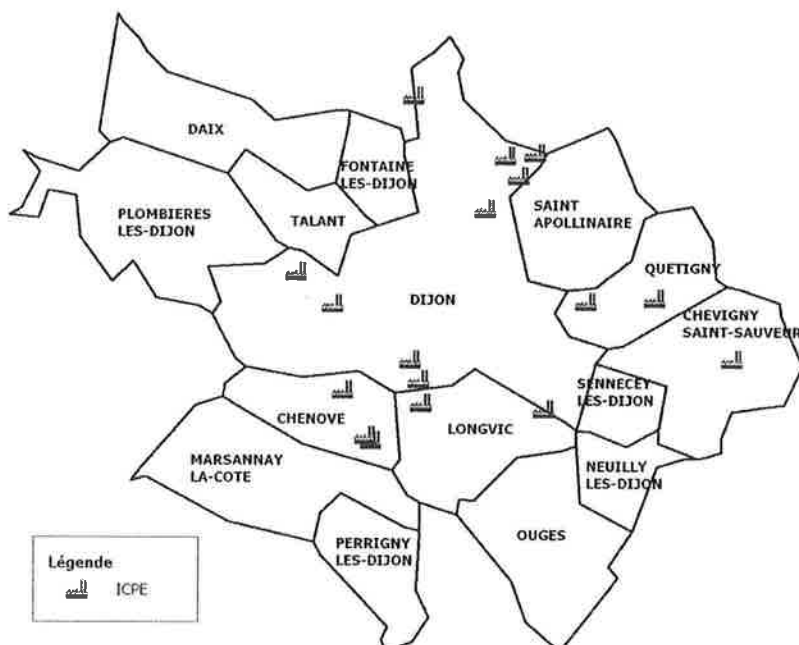 DAIX
FONTAINE
LES-DIJON
PLOMBIERES
LES-DIJON
TALANT
SAINT
APOLLINAIRE
QUETIGNY
DIJON
CHEVIGNY
SAINT-SAUVEUR
SENNECEY
LES-DIJON
CHENOVE
LONGVIC
MARSANNAY
LA-COTE
NEUILLY
LES-DIJON
OUGES
PERRIGNY
LES-DIJON
Légende
ICPE